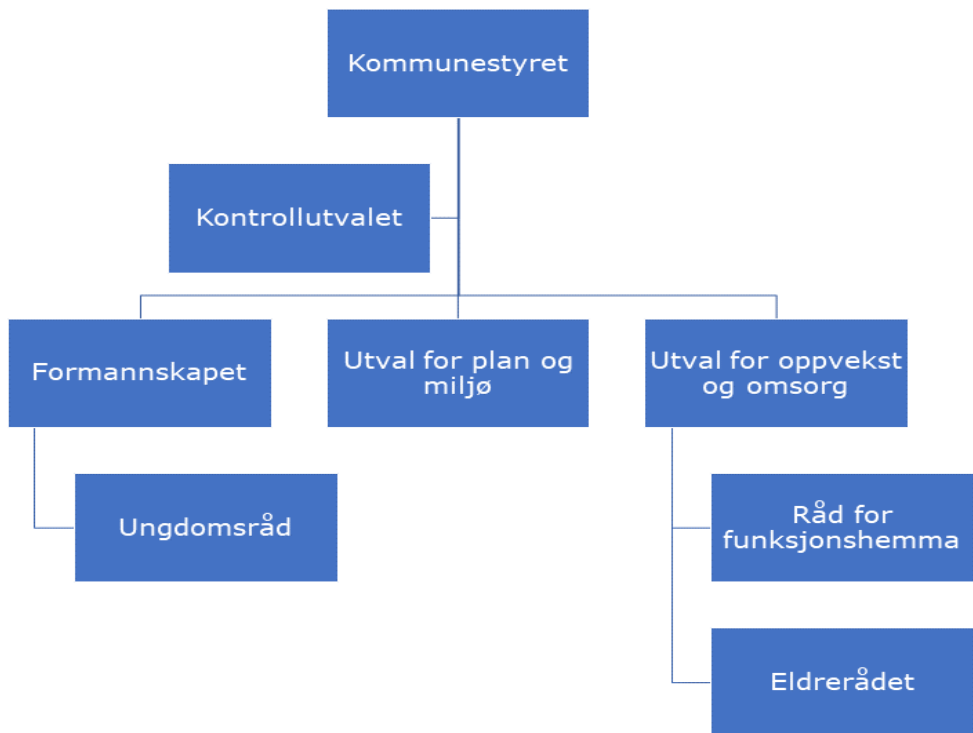 Kommunestyret
Kontrollutvalet
Formannskapet
Utval for plan og
miljø
Utval for oppvekst
og omsorg
Ungdomsråd
Råd for
funksjonshemma
Eldrerådet